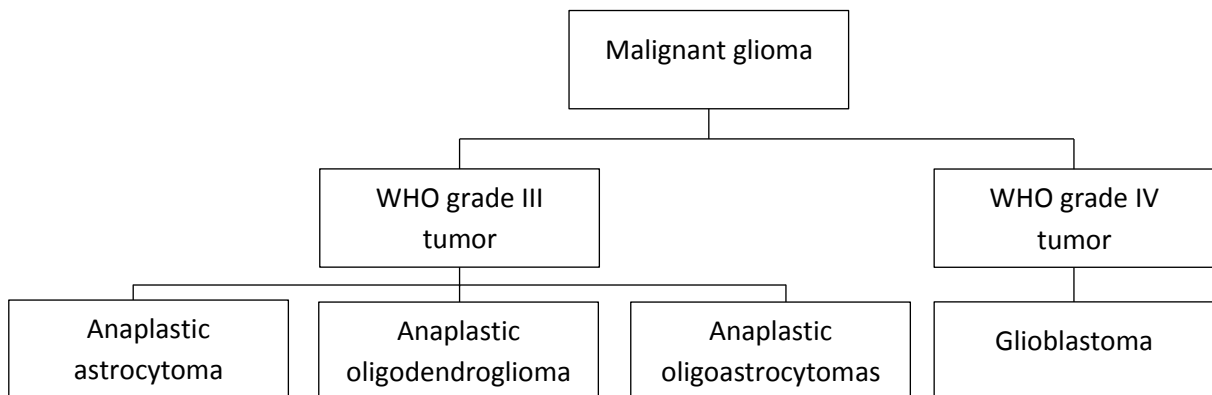 Malignant glioma
WHO grade III
tumor
WHO grade IV
tumor
Anaplastic
astrocytoma
Anaplastic
oligodendroglioma
Anaplastic
oligoastrocytomas
Glioblastoma